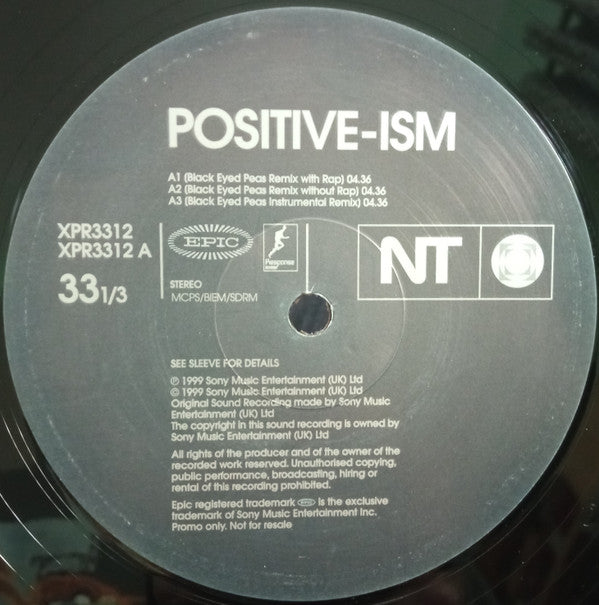 POSITIVE-ISM
A1 (Black Eyed Peas Remix with Rap) 04.36
A2 (Black Eyed Peas Remix without Rap) 04.36
A3 (Black Eyed Peas Instrumental Remix) 04.36
XPR3312
XPR3312 A
33 1/3
EPIC
Response
NT
STEREO
MCPS/BIEM/SDRM
SEE SLEEVE FOR DETAILS
℗ 1999 Sony Music Entertainment (UK) Ltd
© 1999 Sony Music Entertainment (UK) Ltd
Original Sound Recording made by Sony Music
Entertainment (UK) Ltd
The copyright in this sound recording is owned by
Sony Music Entertainment (UK) Ltd
All rights of the producer and of the owner of the
recorded work reserved. Unauthorised copying,
public performance, broadcasting, hiring or
rental of this recording prohibited.
Epic registered trademark EPIC is the exclusive
trademark of Sony Music Entertainment Inc.
Promo only. Not for resale